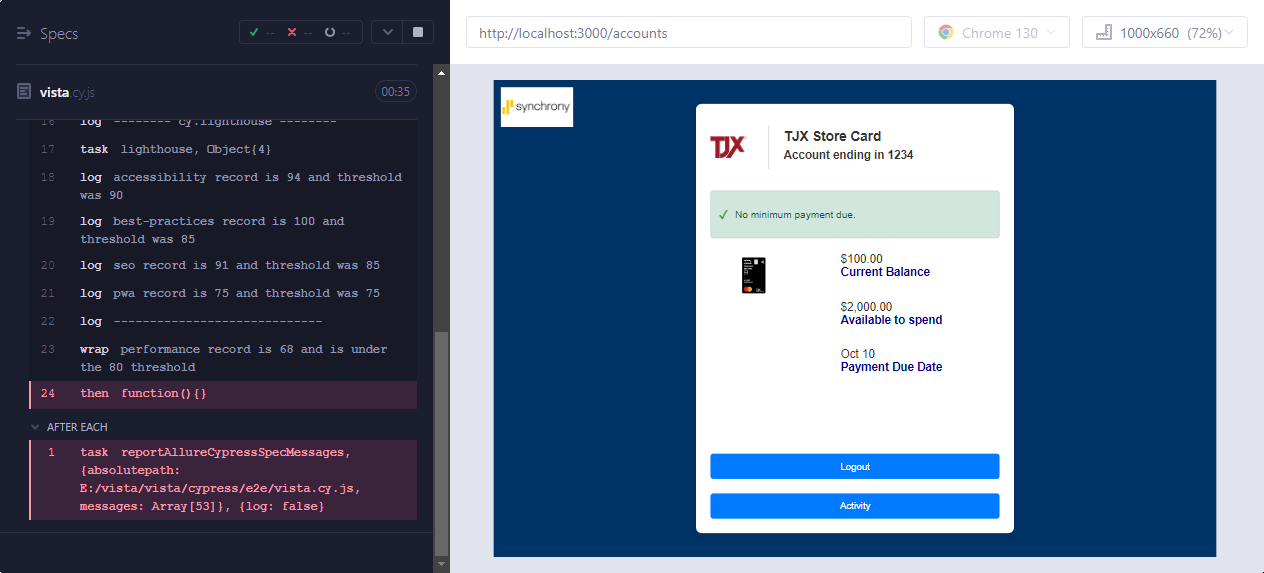 Specs
-- -- --
vista.cy.js 00:35
16 log -------- cy.lighthouse --------
17 task lighthouse, Object{4}
18 log accessibility record is 94 and threshold
was 90
19 log best-practices record is 100 and
threshold was 85
20 log seo record is 91 and threshold was 85
21 log pwa record is 75 and threshold was 75
22 log -----------------------------
23 wrap performance record is 68 and is under
the 80 threshold
24 then function(){}
AFTER EACH
1 task reportAllureCypressSpecMessages,
{absolutepath:
E:/vista/vista/cypress/e2e/vista.cy.js,
messages: Array[53]}, {log: false}
http://localhost:3000/accounts
Chrome 130
1000x660 (72%)
synchrony
TJX
TJX Store Card
Account ending in 1234
No minimum payment due.
$100.00
Current Balance
$2,000.00
Available to spend
Oct 10
Payment Due Date
Logout
Activity